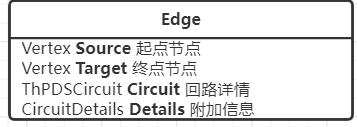 Edge
Vertex Source 起点节点
Vertex Target 终点节点
ThPDSCircuit Circuit 回路详情
CircuitDetails Details 附加信息